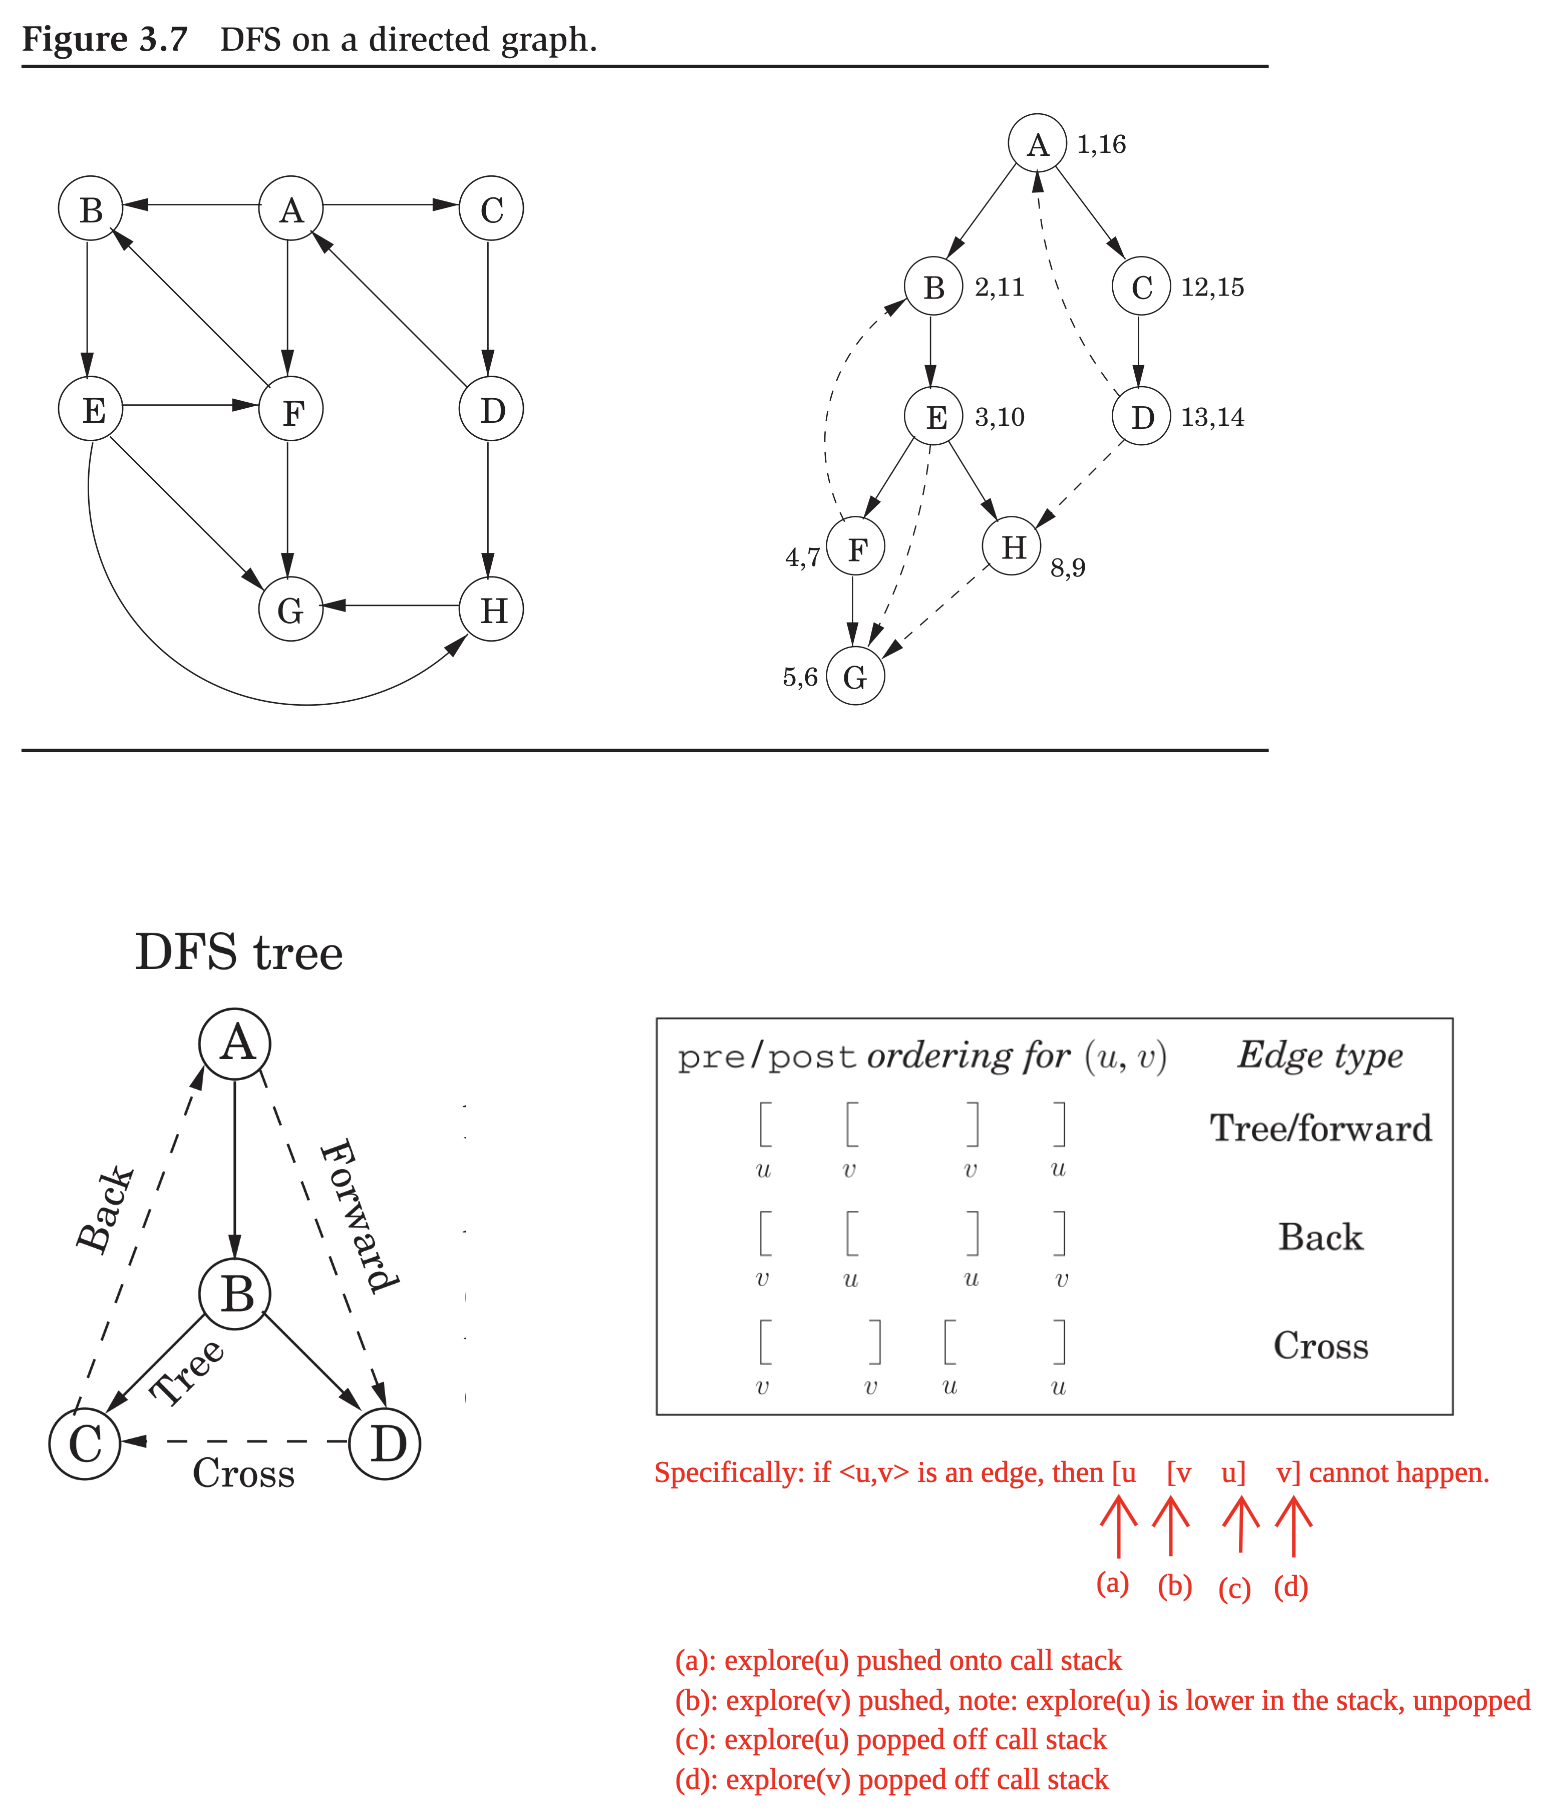 Figure 3.7 DFS on a directed graph.
B A C
E F D
G H
A 1,16
B 2,11 C 12,15
E 3,10 D 13,14
4,7 F H 8,9
5,6 G
DFS tree
A
Back Forward
B
Tree
C D
Cross
pre/post ordering for (u, v) Edge type
[ [ ] ] Tree/forward
u v v u
[ [ ] ] Back
v u u v
[ ] [ ] Cross
v v u u
Specifically: if <u,v> is an edge, then [u [v u] v] cannot happen.
(a) (b) (c) (d)
(a): explore(u) pushed onto call stack
(b): explore(v) pushed, note: explore(u) is lower in the stack, unpopped
(c): explore(u) popped off call stack
(d): explore(v) popped off call stack